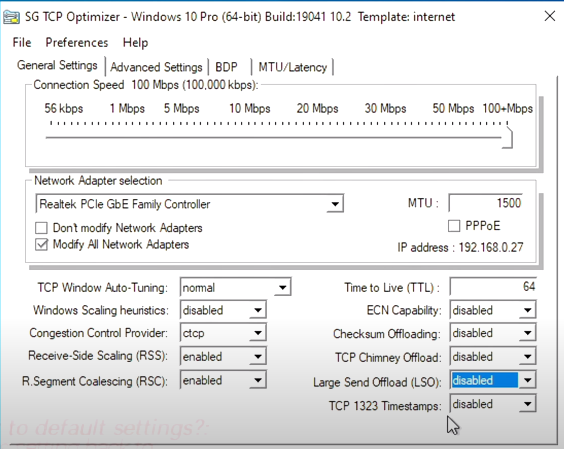 SG TCP Optimizer - Windows 10 Pro (64-bit) Build:19041 10.2 Template: internet
File Preferences Help
General Settings Advanced Settings BDP MTU/Latency
Connection Speed 100 Mbps (100,000 kbps):
56 kbps 1 Mbps 5 Mbps 10 Mbps 20 Mbps 30 Mbps 50 Mbps 100+Mbps
Network Adapter selection
Realtek PCIe GbE Family Controller MTU : 1500
Don't modify Network Adapters PPPoE
Modify All Network Adapters IP address : 192.168.0.27
TCP Window Auto-Tuning: normal Time to Live (TTL) : 64
Windows Scaling heuristics: disabled ECN Capability: disabled
Congestion Control Provider: ctcp Checksum Offloading: disabled
Receive-Side Scaling (RSS): enabled TCP Chimney Offload: disabled
R.Segment Coalescing (RSC): enabled Large Send Offload (LSO): disabled
TCP 1323 Timestamps: disabled
to default settings?